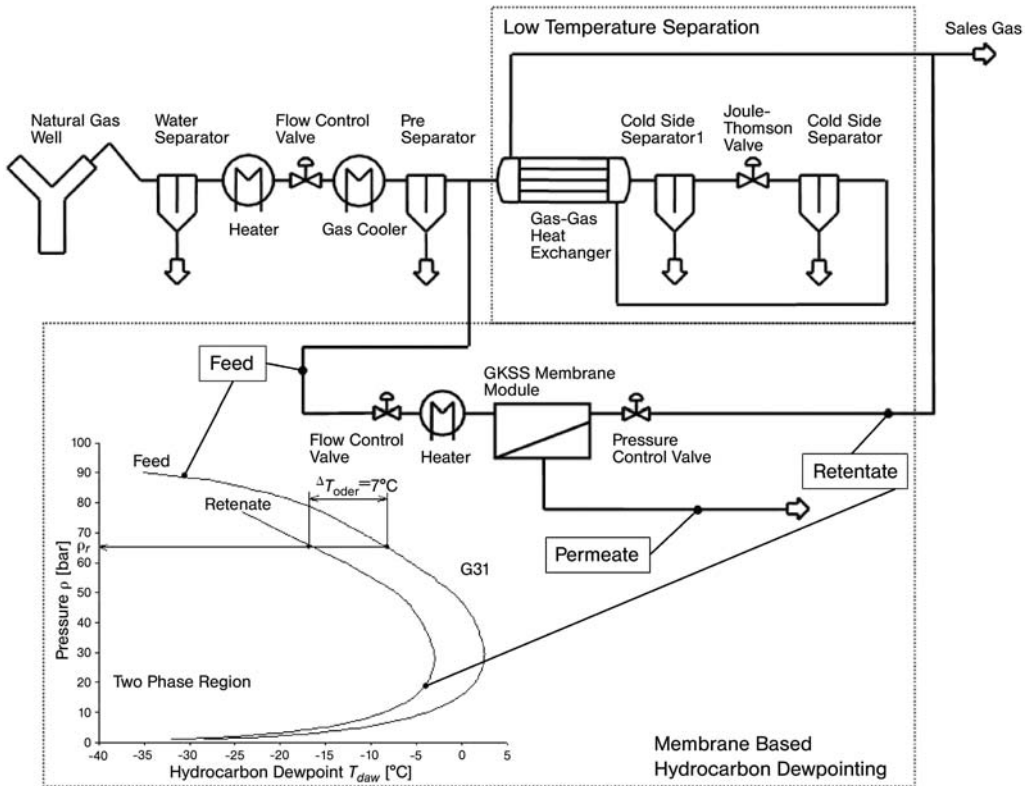 Low Temperature Separation
Sales Gas
Natural Gas
Well
Water
Separator
Flow Control
Valve
Pre
Separator
Cold Side
Separator1
Joule-
Thomson
Valve
Cold Side
Separator
Heater
Gas Cooler
Gas-Gas
Heat
Exchanger
Feed
GKSS Membrane
Module
Flow Control
Valve
Heater
Pressure
Control Valve
Retentate
Permeate
100
90
80
70
60
50
40
30
20
10
0
Pressure ρ [bar]
ρr
Feed
Retenate
ΔToder=7°C
G31
Two Phase Region
-40 -35 -30 -25 -20 -15 -10 -5 0 5
Hydrocarbon Dewpoint Tdaw [°C]
Membrane Based
Hydrocarbon Dewpointing